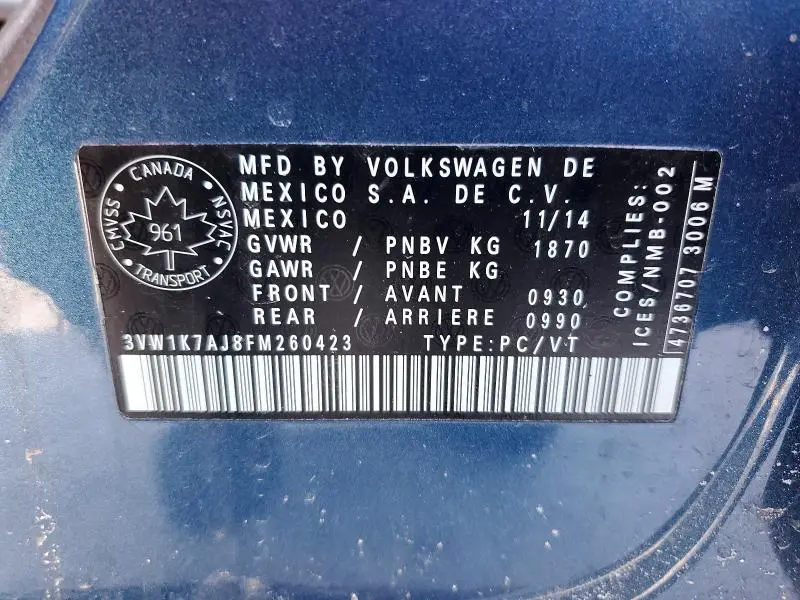 CANADA
CMVSS
NSVAC
961
TRANSPORT
MFD BY VOLKSWAGEN DE
MEXICO S.A. DE C.V.
MEXICO 11/14
GVWR / PNBV KG 1870
GAWR / PNBE KG
FRONT / AVANT 0930
REAR / ARRIERE 0990
3VW1K7AJ8FM260423 TYPE:PC/VT
COMPLIES:
ICES/NMB-002
4736707 3006 M